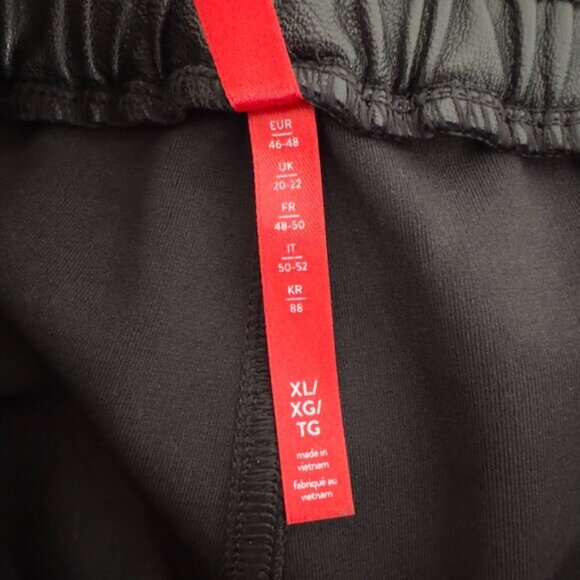 EUR
46-48
UK
20-22
FR
48-50
IT
50-52
KR
88
XL/
XG/
TG
made in
vietnam
fabriqué au
vietnam